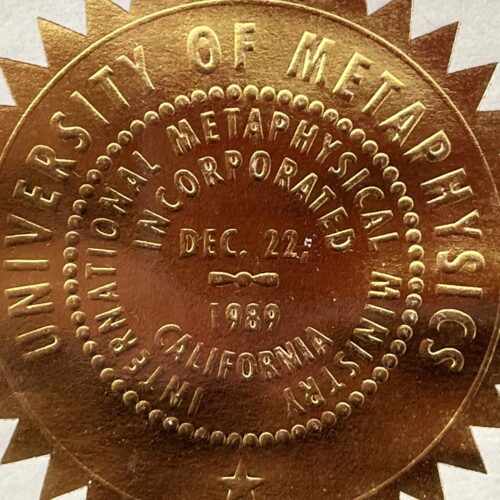 UNIVERSITY OF METAPHYSICS
INTERNATIONAL METAPHYSICAL MINISTRY
INCORPORATED
DEC. 22,
1989
CALIFORNIA